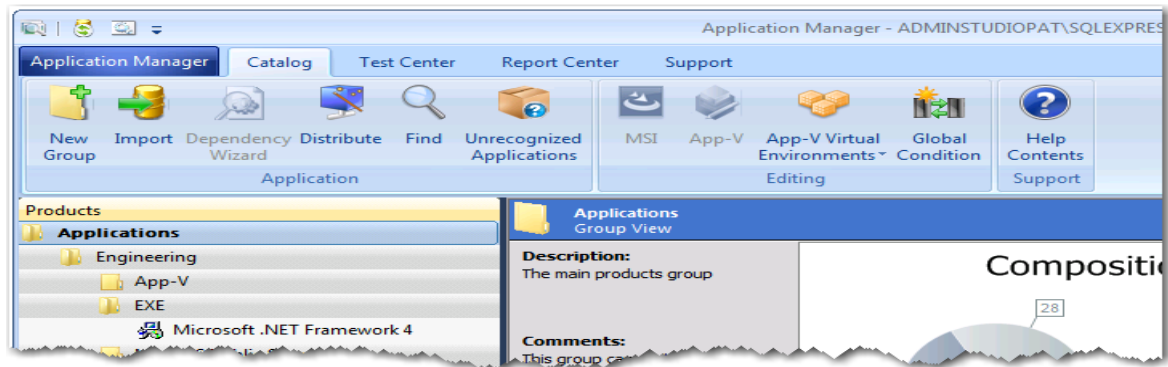 Application Manager - ADMINSTUDIOPAT\SQLEXPRES
Application Manager Catalog Test Center Report Center Support
New Group
Import
Dependency Wizard
Distribute
Find
Unrecognized Applications
MSI
App-V
App-V Virtual Environments
Global Condition
Help Contents
Application
Editing
Support
Products
Applications
Engineering
App-V
EXE
Microsoft .NET Framework 4
Applications
Group View
Description:
The main products group
Comments:
This group
Compositi
28